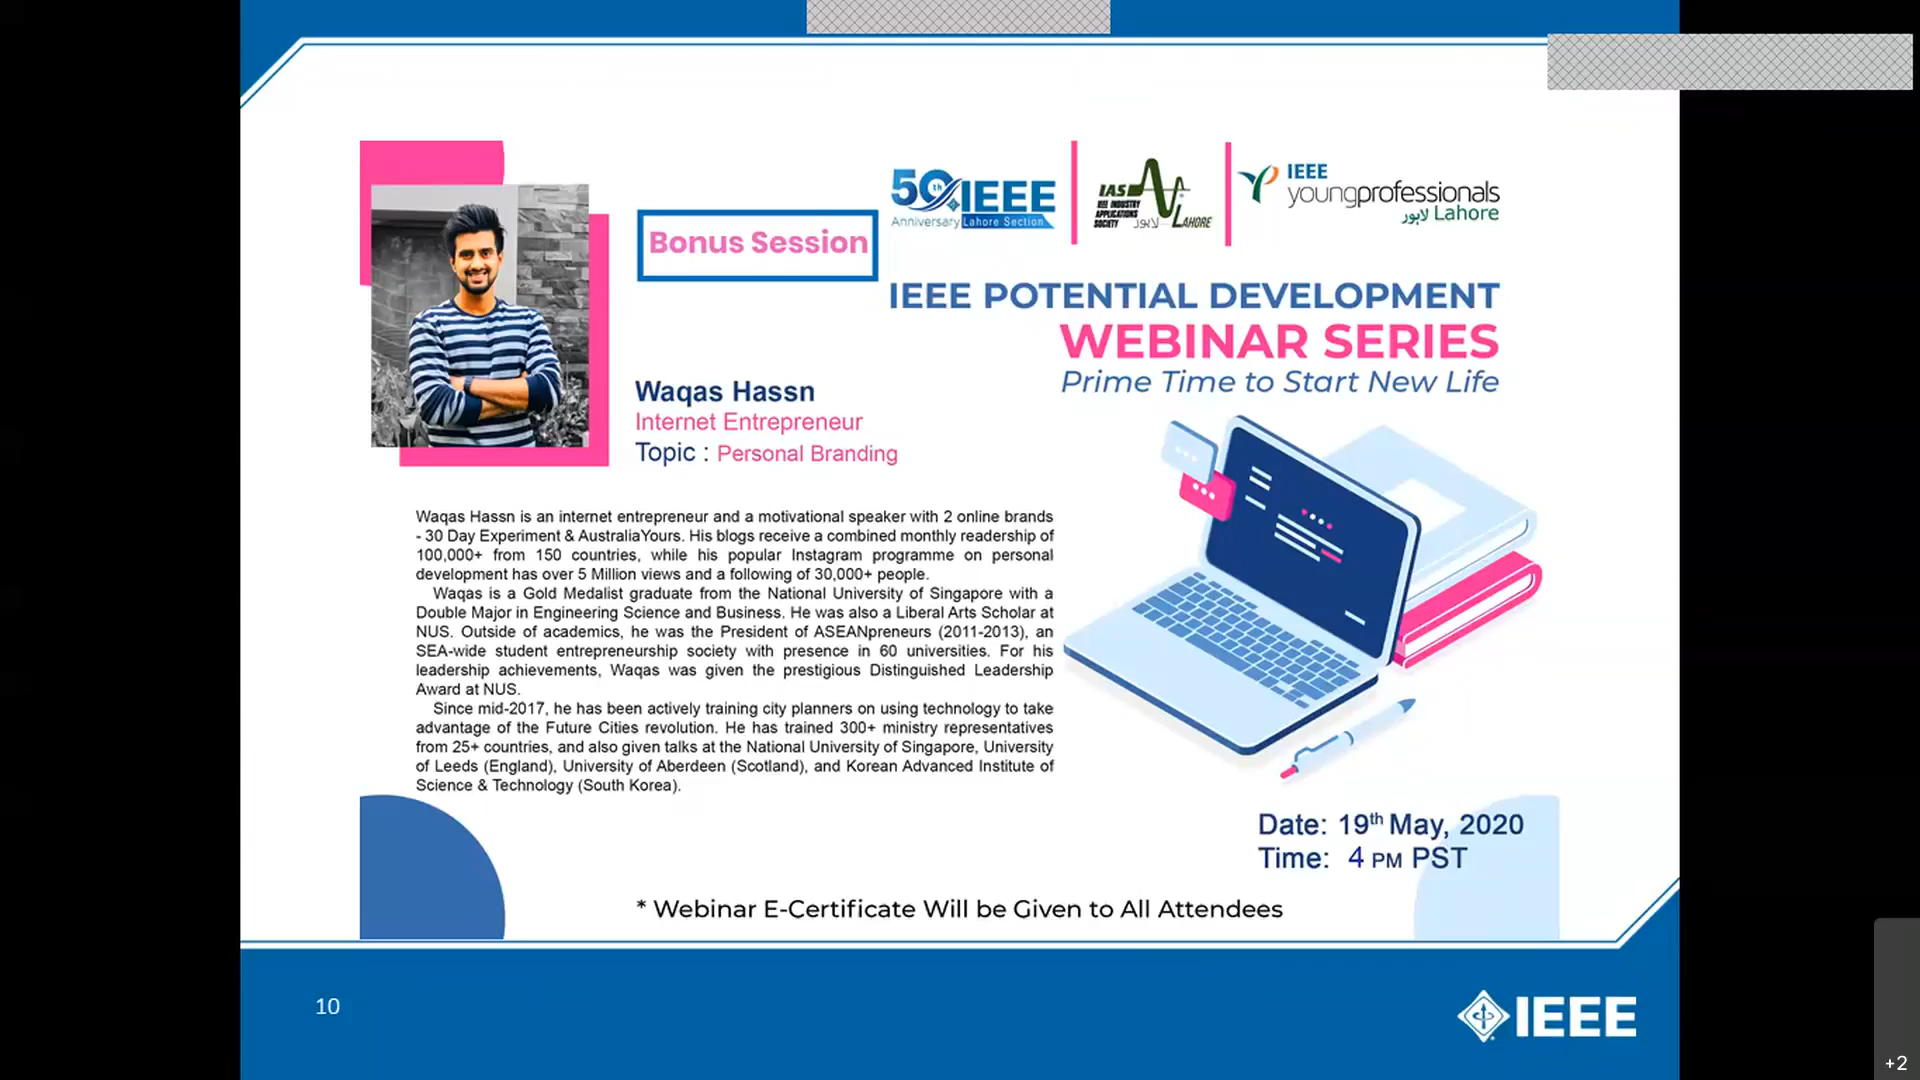 50th IEEE
Anniversary Lahore Section
IAS
IEEE INDUSTRY
APPLICATIONS
SOCIETY لاہور LAHORE
IEEE
youngprofessionals
لاہور Lahore
Bonus Session
IEEE POTENTIAL DEVELOPMENT
WEBINAR SERIES
Prime Time to Start New Life
Waqas Hassn
Internet Entrepreneur
Topic : Personal Branding
Waqas Hassn is an internet entrepreneur and a motivational speaker with 2 online brands
- 30 Day Experiment & AustraliaYours. His blogs receive a combined monthly readership of
100,000+ from 150 countries, while his popular Instagram programme on personal
development has over 5 Million views and a following of 30,000+ people.
Waqas is a Gold Medalist graduate from the National University of Singapore with a
Double Major in Engineering Science and Business. He was also a Liberal Arts Scholar at
NUS. Outside of academics, he was the President of ASEANpreneurs (2011-2013), an
SEA-wide student entrepreneurship society with presence in 60 universities. For his
leadership achievements, Waqas was given the prestigious Distinguished Leadership
Award at NUS.
Since mid-2017, he has been actively training city planners on using technology to take
advantage of the Future Cities revolution. He has trained 300+ ministry representatives
from 25+ countries, and also given talks at the National University of Singapore, University
of Leeds (England), University of Aberdeen (Scotland), and Korean Advanced Institute of
Science & Technology (South Korea).
Date: 19th May, 2020
Time: 4 PM PST
* Webinar E-Certificate Will be Given to All Attendees
10
IEEE
+2